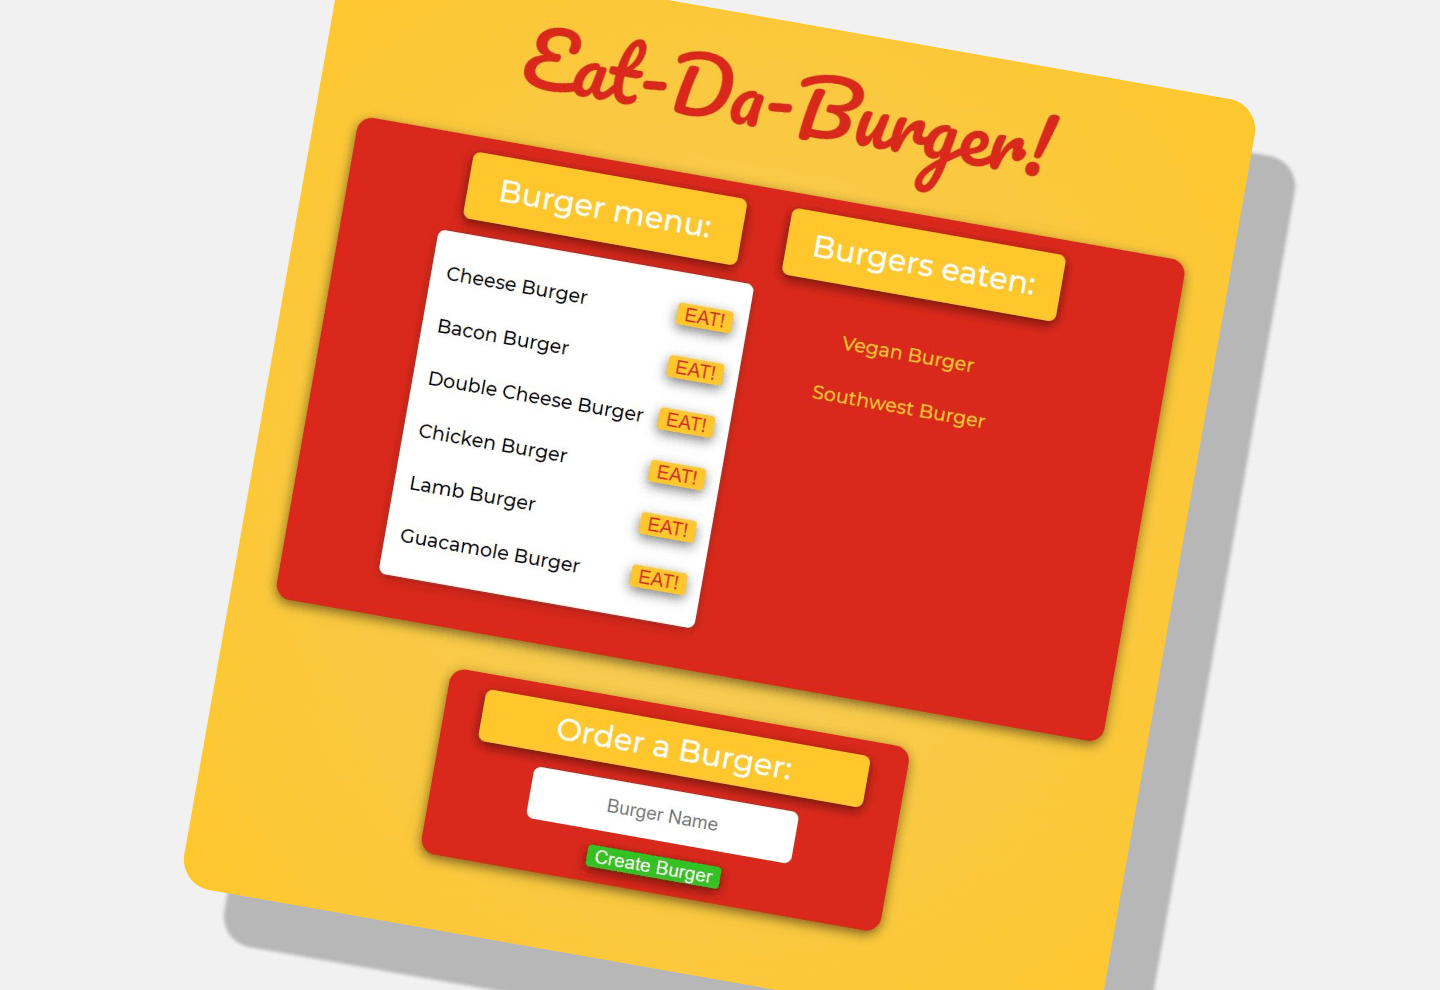 Eat-Da-Burger!
Burger menu:
Cheese Burger EAT!
Bacon Burger EAT!
Double Cheese Burger EAT!
Chicken Burger EAT!
Lamb Burger EAT!
Guacamole Burger EAT!
Burgers eaten:
Vegan Burger
Southwest Burger
Order a Burger:
Burger Name
Create Burger